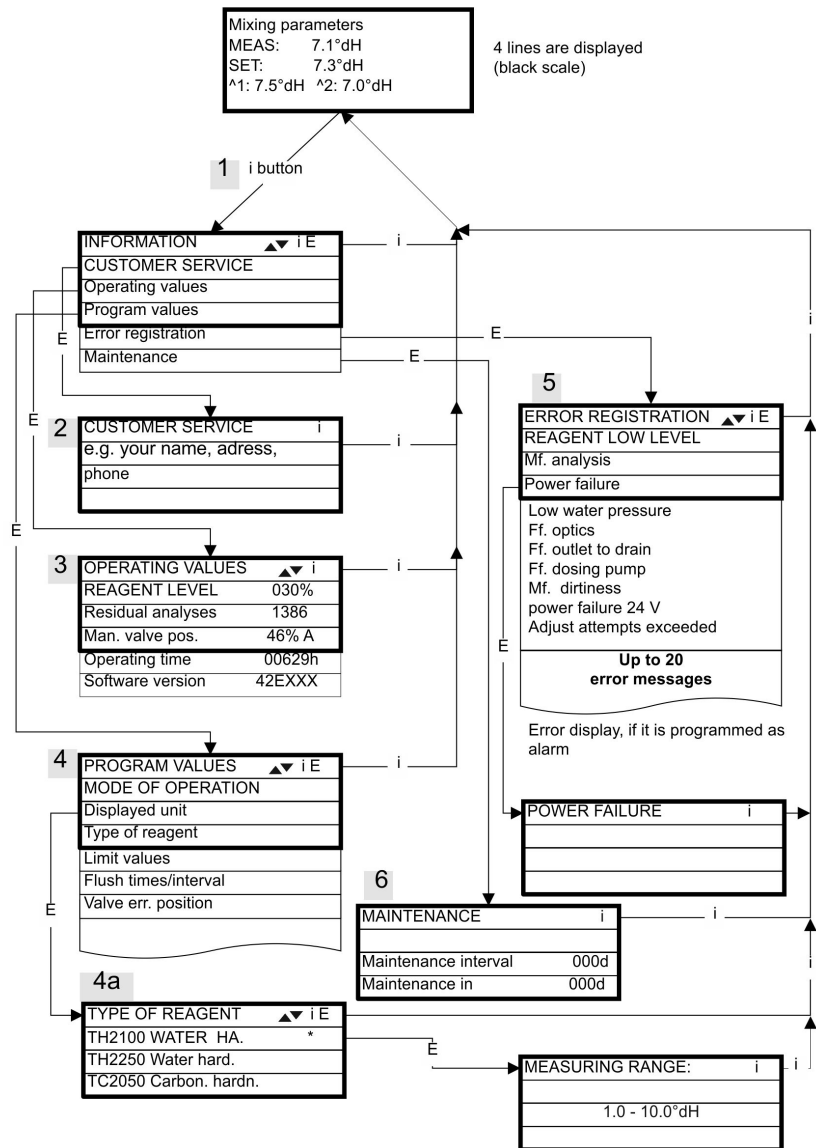 Mixing parameters
MEAS: 7.1°dH
SET: 7.3°dH
^1: 7.5°dH ^2: 7.0°dH
4 lines are displayed
(black scale)
1 i button
INFORMATION ▲▼ i E
CUSTOMER SERVICE
Operating values
Program values
Error registration
Maintenance
i
E
E
E
E
E
i
2
CUSTOMER SERVICE i
e.g. your name, adress,
phone
i
3
OPERATING VALUES ▲▼ i
REAGENT LEVEL 030%
Residual analyses 1386
Man. valve pos. 46% A
Operating time 00629h
Software version 42EXXX
i
4
PROGRAM VALUES ▲▼ i E
MODE OF OPERATION
Displayed unit
Type of reagent
Limit values
Flush times/interval
Valve err. position
i
E
4a
TYPE OF REAGENT ▲▼ i E
TH2100 WATER HA. *
TH2250 Water hard.
TC2050 Carbon. hardn.
E
5
ERROR REGISTRATION ▲▼ i E
REAGENT LOW LEVEL
Mf. analysis
Power failure
Low water pressure
Ff. optics
Ff. outlet to drain
Ff. dosing pump
Mf. dirtiness
power failure 24 V
Adjust attempts exceeded
Up to 20
error messages
E
Error display, if it is programmed as
alarm
POWER FAILURE i
6
MAINTENANCE i
Maintenance interval 000d
Maintenance in 000d
i
i
MEASURING RANGE: i
1.0 - 10.0°dH
i